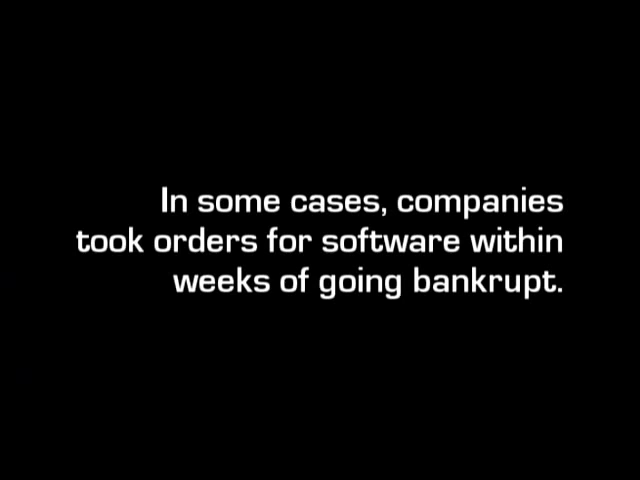 In some cases, companies
took orders for software within
weeks of going bankrupt.